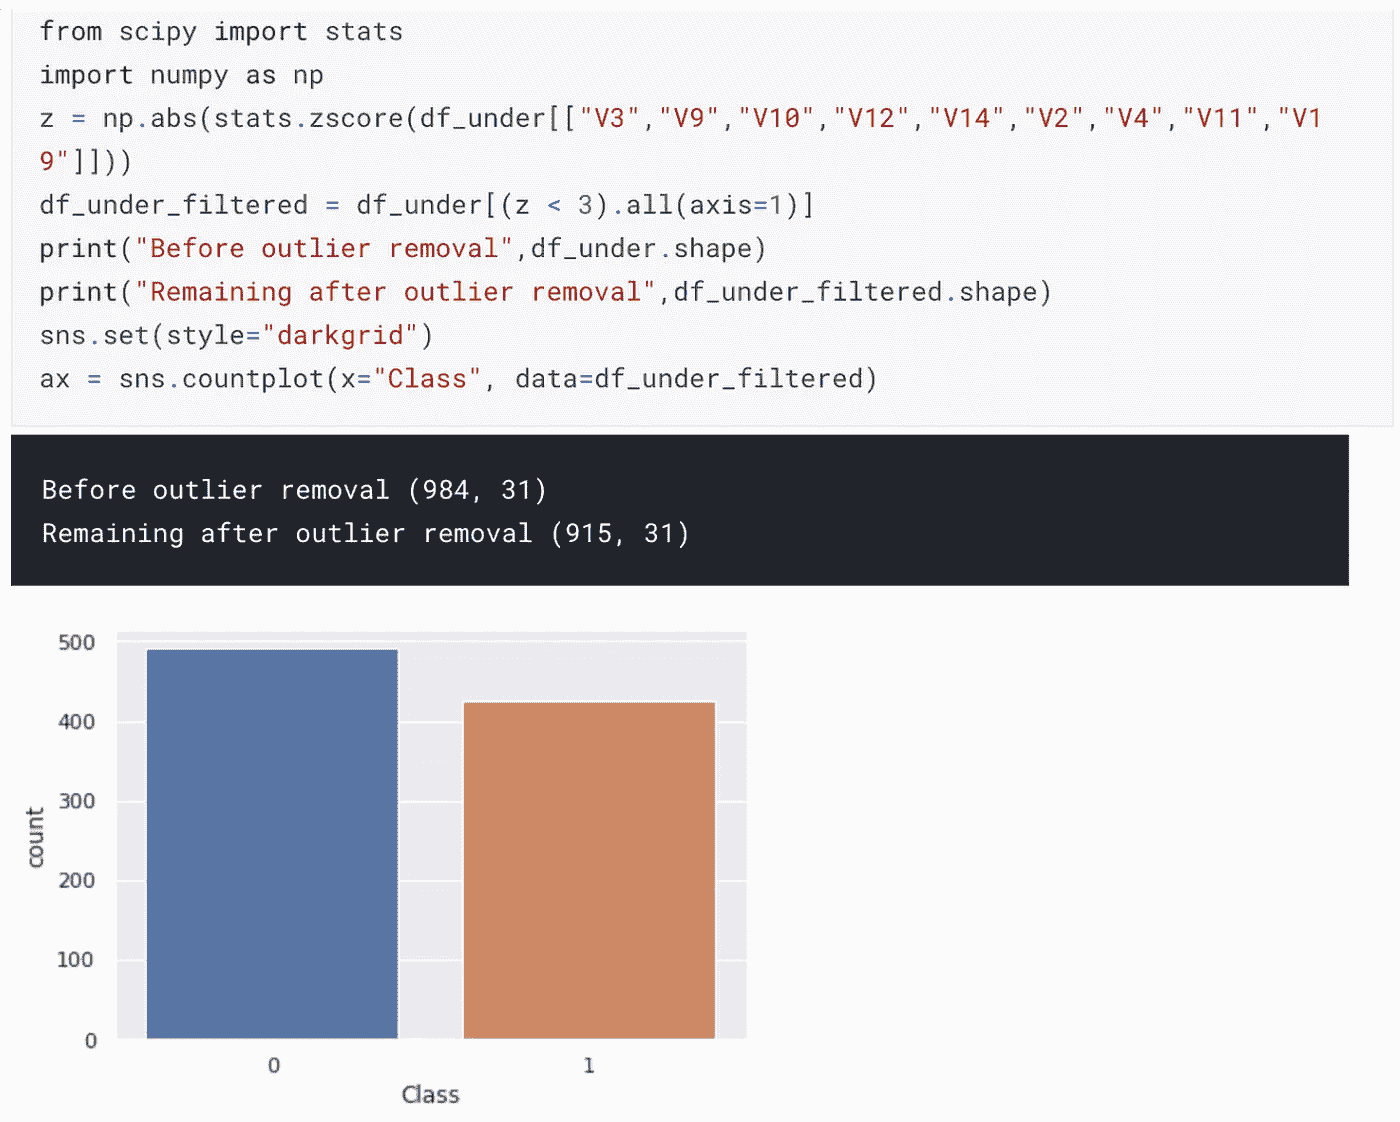 from scipy import stats
import numpy as np
z = np.abs(stats.zscore(df_under[["V3","V9","V10","V12","V14","V2","V4","V11","V1
9"]]))
df_under_filtered = df_under[(z < 3).all(axis=1)]
print("Before outlier removal",df_under.shape)
print("Remaining after outlier removal",df_under_filtered.shape)
sns.set(style="darkgrid")
ax = sns.countplot(x="Class", data=df_under_filtered)
Before outlier removal (984, 31)
Remaining after outlier removal (915, 31)
500
400
300
200
100
0
count
0 1
Class